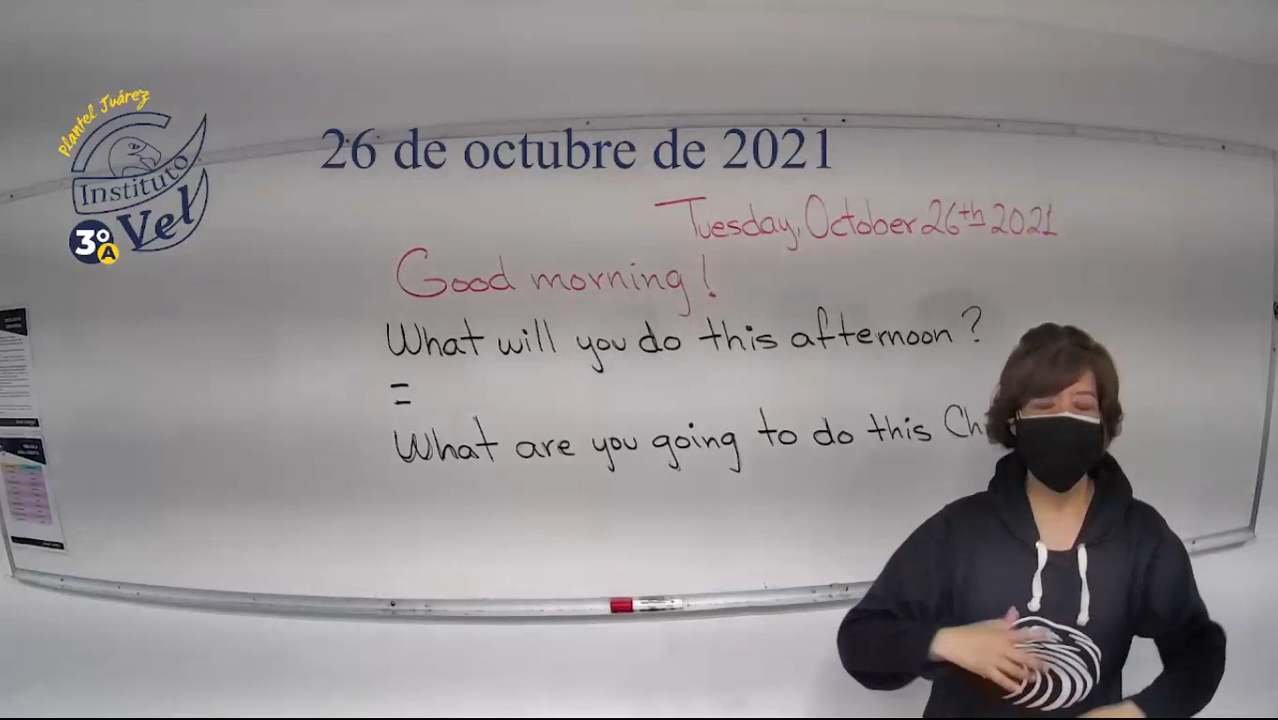 Plantel Juárez
Instituto
Vel
3º A
26 de octubre de 2021
Tuesday, October 26th 2021
Good morning!
What will you do this afternoon?
=
What are you going to do this